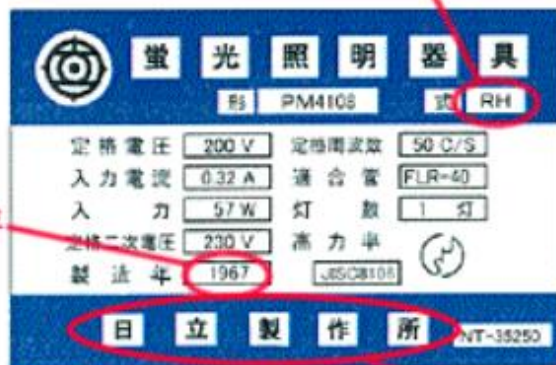 蛍光照明器具
形 PM4108 式 RH
定格電圧 200 V 定格周波数 50 C/S
入力電流 0.32 A 適合管 FLR-40
入力 57 W 灯数 1 灯
定格二次電圧 230 V 高力率
製造年 1967 JISC8106
日立製作所
NT-35250